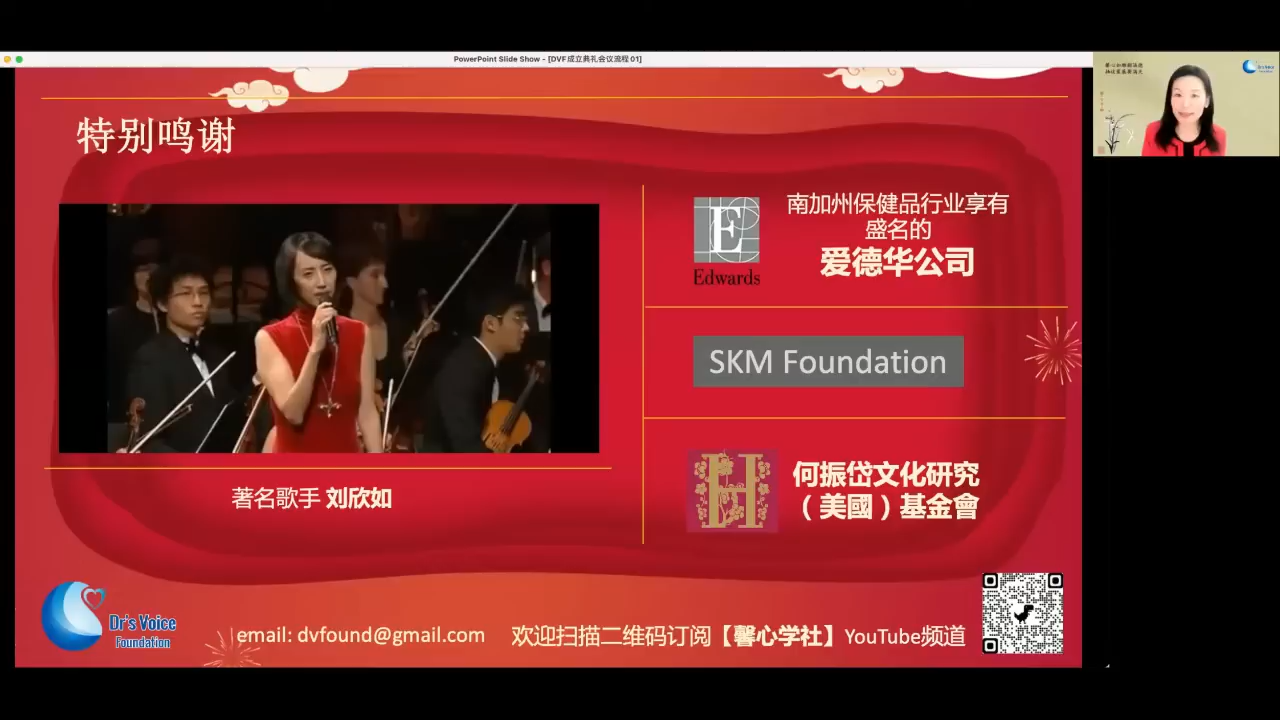 PowerPoint Slide Show - [DVF成立典礼会议流程01]
特别鸣谢
著名歌手 刘欣如
E
Edwards
南加州保健品行业享有
盛名的
爱德华公司
SKM Foundation
H
何振岱文化研究
（美國）基金會
Dr's Voice
Foundation
email: dvfound@gmail.com
欢迎扫描二维码订阅【馨心学社】YouTube频道